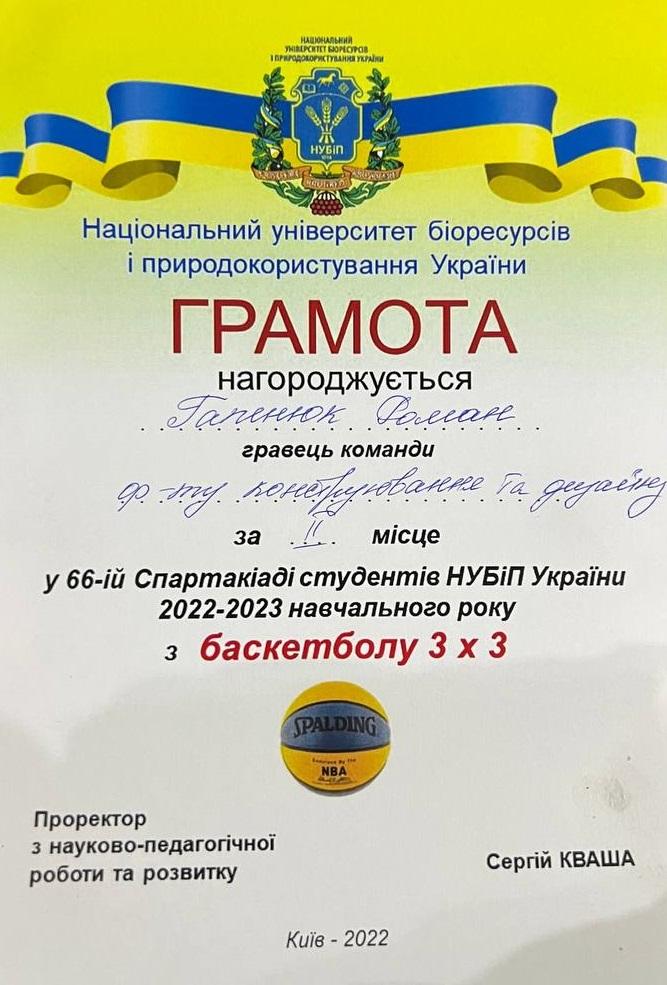 НАЦІОНАЛЬНИЙ
УНІВЕРСИТЕТ БІОРЕСУРСІВ
І ПРИРОДОКОРИСТУВАННЯ УКРАЇНИ
НУБіП
Національний університет біоресурсів
і природокористування України
ГРАМОТА
нагороджується
Гапенюк Роман
гравець команди
ф-ту конструювання та дизайну
за II місце
у 66-ій Спартакіаді студентів НУБіП України
2022-2023 навчального року
з баскетболу 3 х 3
SPALDING
NBA
Проректор
з науково-педагогічної
роботи та розвитку
Сергій КВАША
Київ - 2022